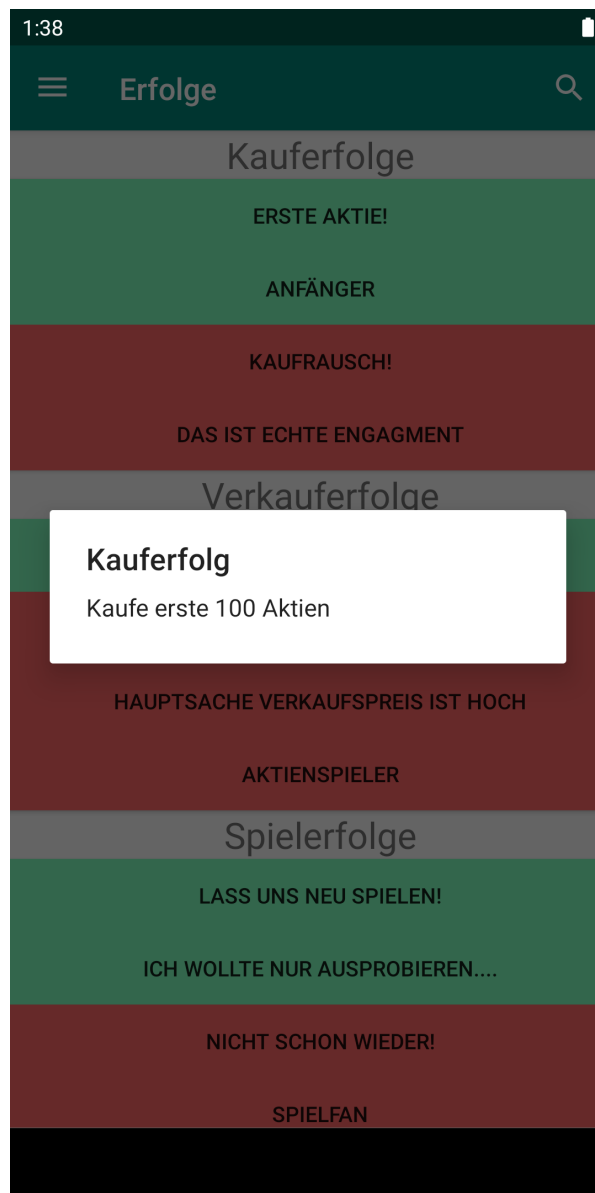 1:38
Erfolge
Kauferfolge
ERSTE AKTIE!
ANFÄNGER
KAUFRAUSCH!
DAS IST ECHTE ENGAGMENT
Verkauferfolge
Kauferfolg
Kaufe erste 100 Aktien
HAUPTSACHE VERKAUFSPREIS IST HOCH
AKTIENSPIELER
Spielerfolge
LASS UNS NEU SPIELEN!
ICH WOLLTE NUR AUSPROBIEREN....
NICHT SCHON WIEDER!
SPIELFAN